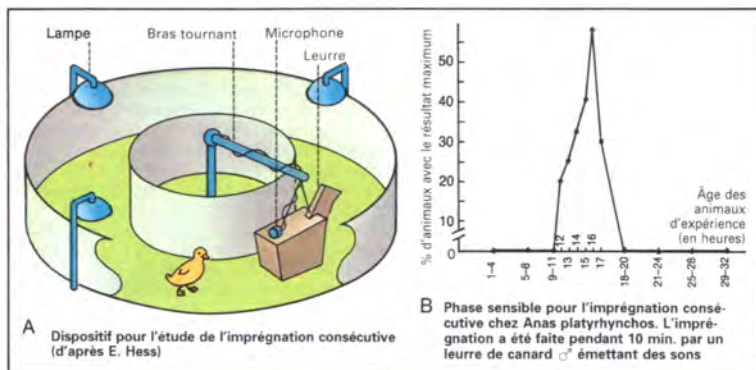 Lampe
Bras tournant
Microphone
Leurre
A
Dispositif pour l'étude de l'imprégnation consécutive
(d'après E. Hess)
B
% d'animaux avec le résultat maximum
50
40
30
20
10
0
Âge des
animaux
d'expérience
(en heures)
1–4
5–8
9–11
12
13
14
15
16
17
18–20
21–24
25–28
29–32
Phase sensible pour l'imprégnation consé-
cutive chez Anas platyrhynchos. L'impré-
gnation a été faite pendant 10 min. par un
leurre de canard ♂ émettant des sons